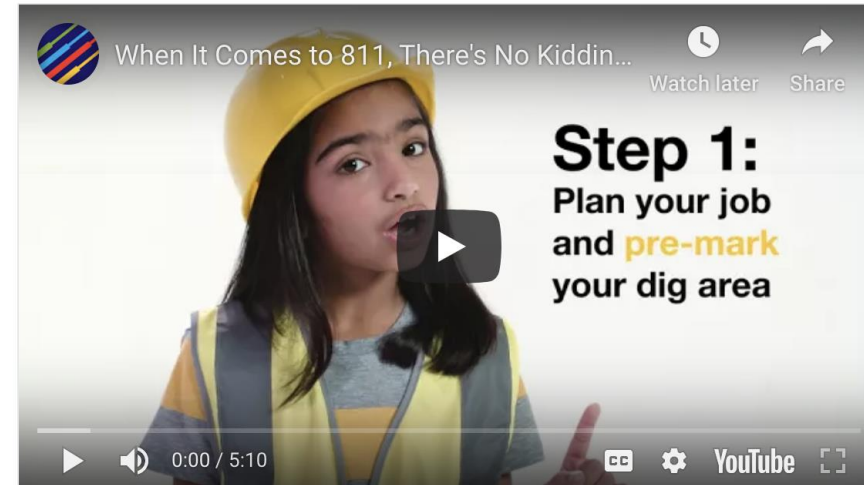 When It Comes to 811, There's No Kiddin...
Watch later
Share
Step 1:
Plan your job
and pre-mark
your dig area
0:00 / 5:10
CC
YouTube